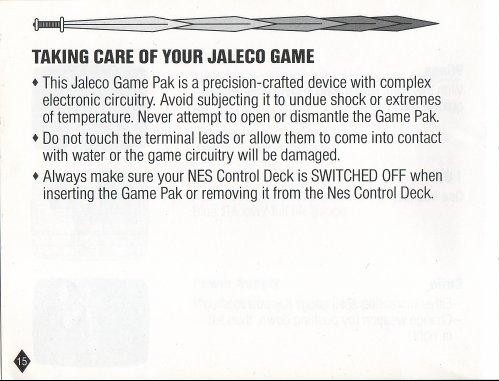 TAKING CARE OF YOUR JALECO GAME
♦ This Jaleco Game Pak is a precision-crafted device with complex
electronic circuitry. Avoid subjecting it to undue shock or extremes
of temperature. Never attempt to open or dismantle the Game Pak.
♦ Do not touch the terminal leads or allow them to come into contact
with water or the game circuitry will be damaged.
♦ Always make sure your NES Control Deck is SWITCHED OFF when
inserting the Game Pak or removing it from the Nes Control Deck.
15